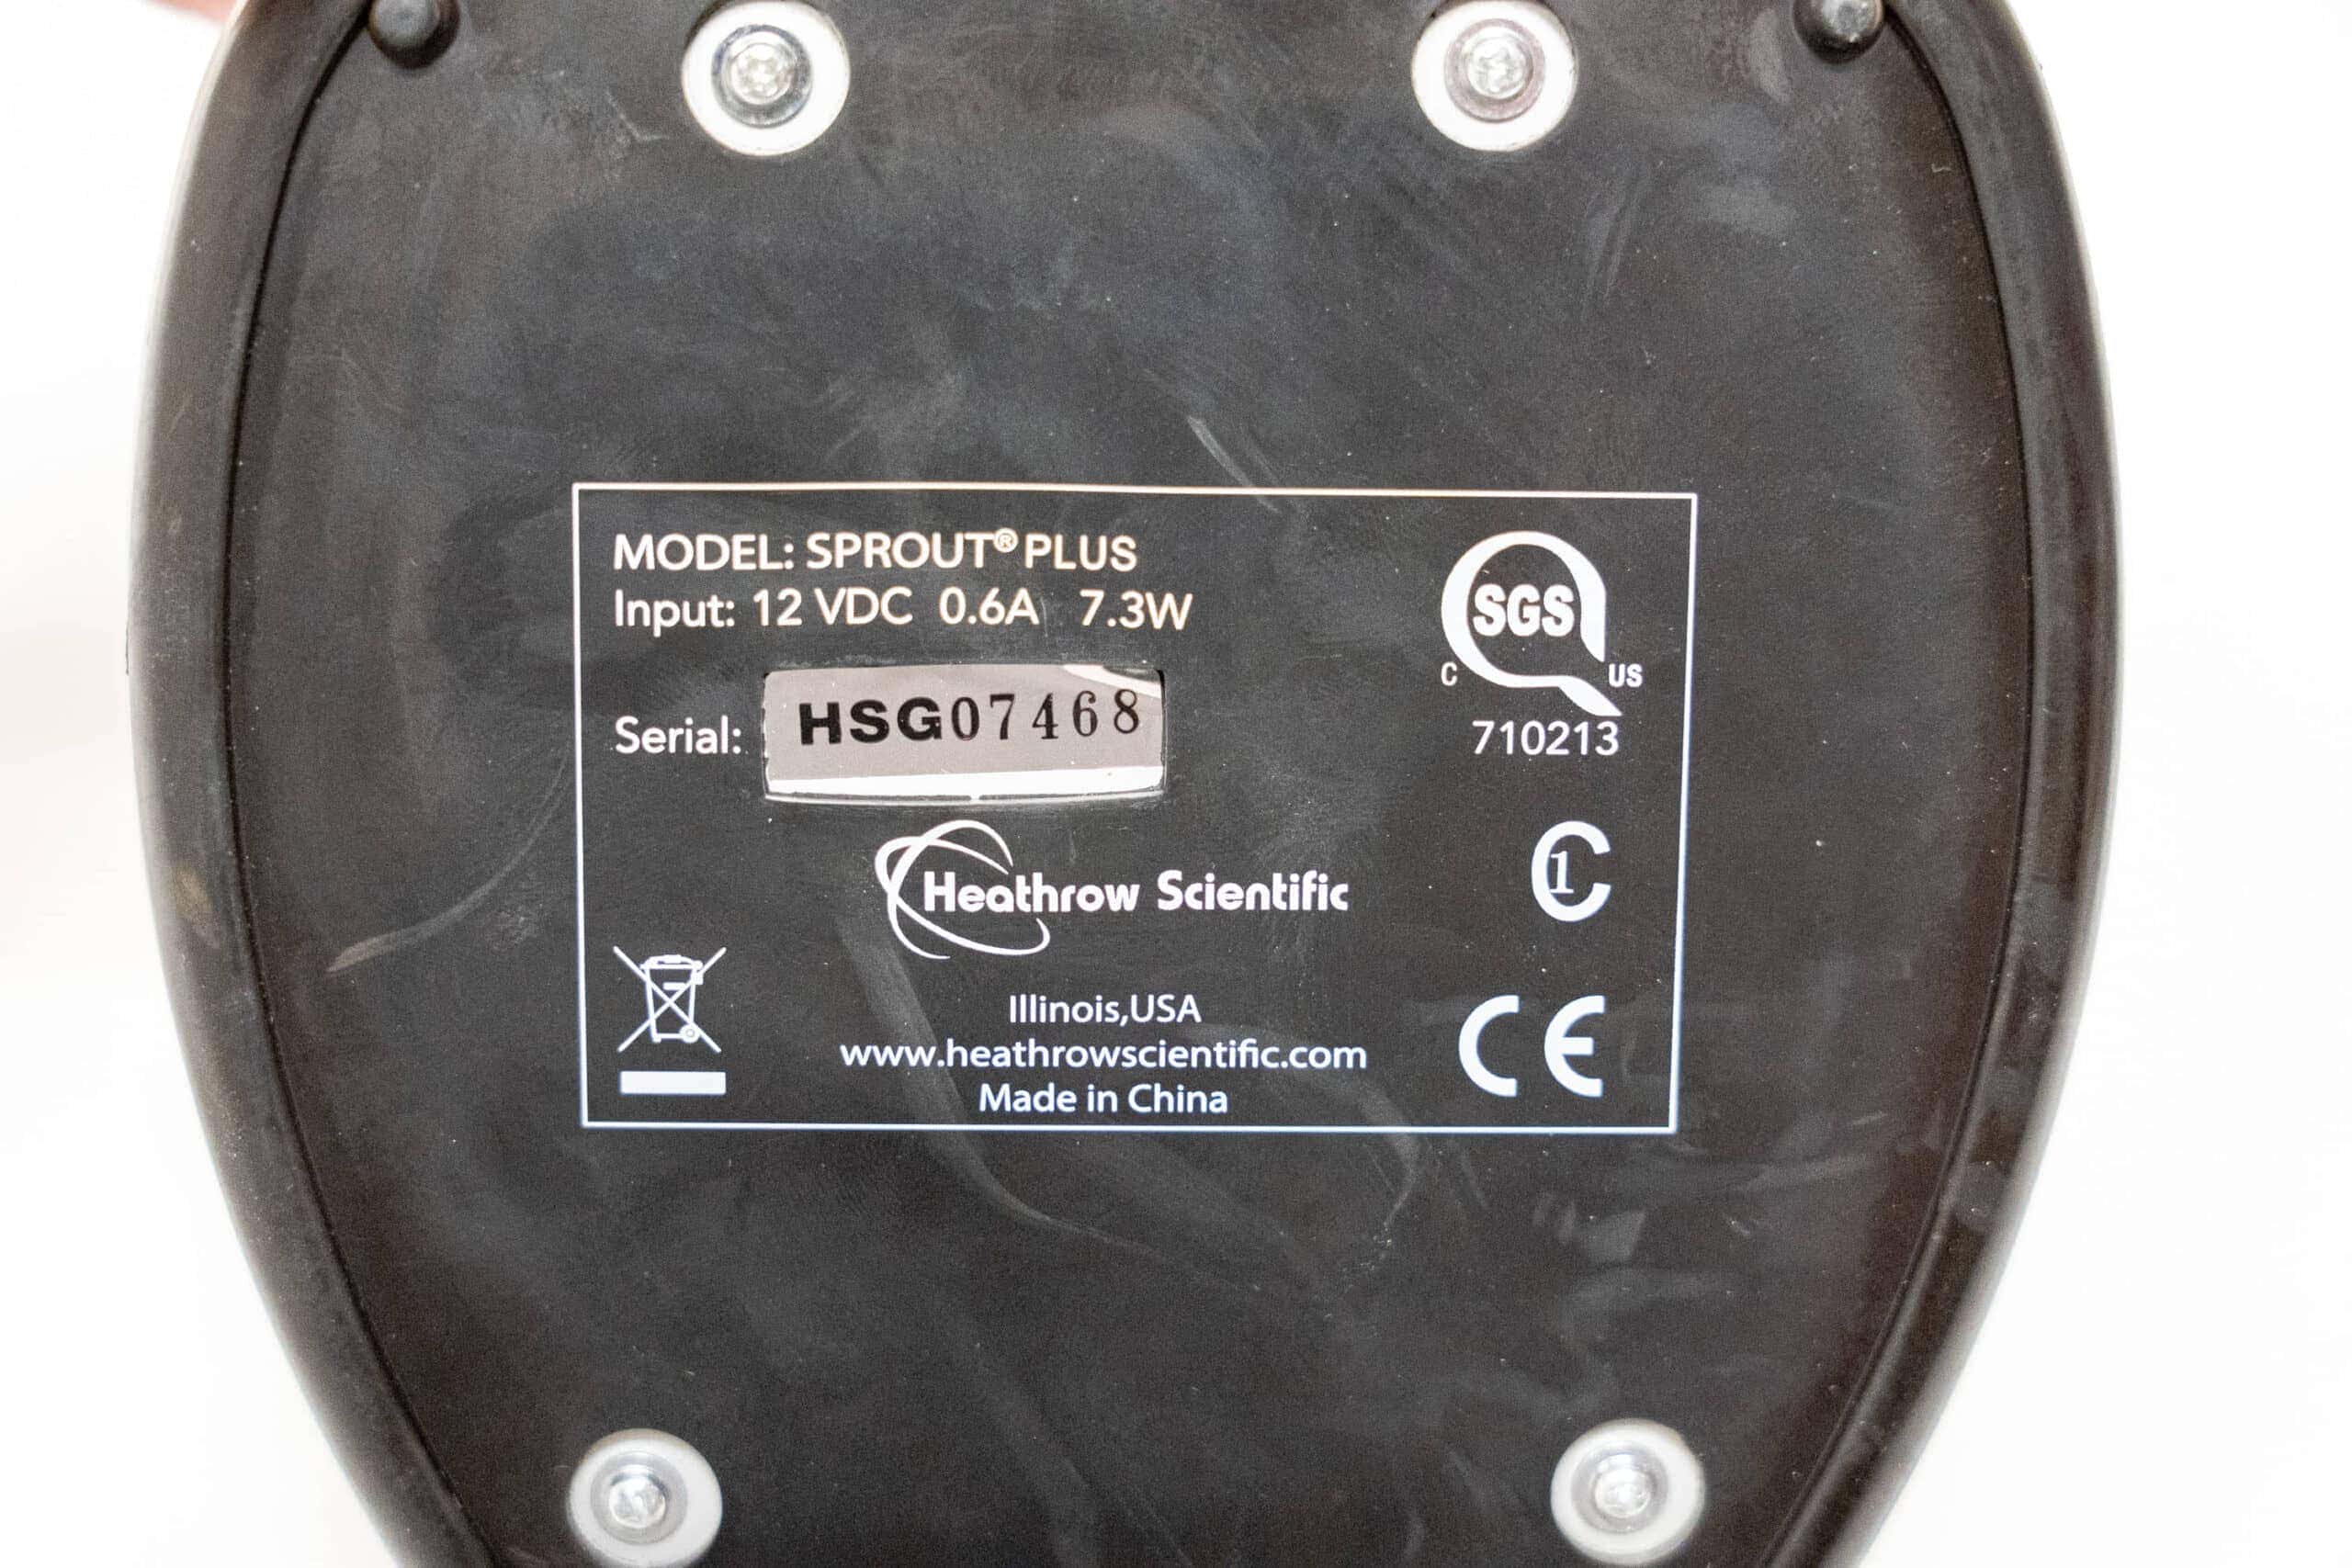 MODEL: SPROUT® PLUS
Input: 12 VDC 0.6A 7.3W
Serial: HSG07468
SGS
C US
710213
Heathrow Scientific
C1
Illinois,USA
www.heathrowscientific.com
Made in China
CE